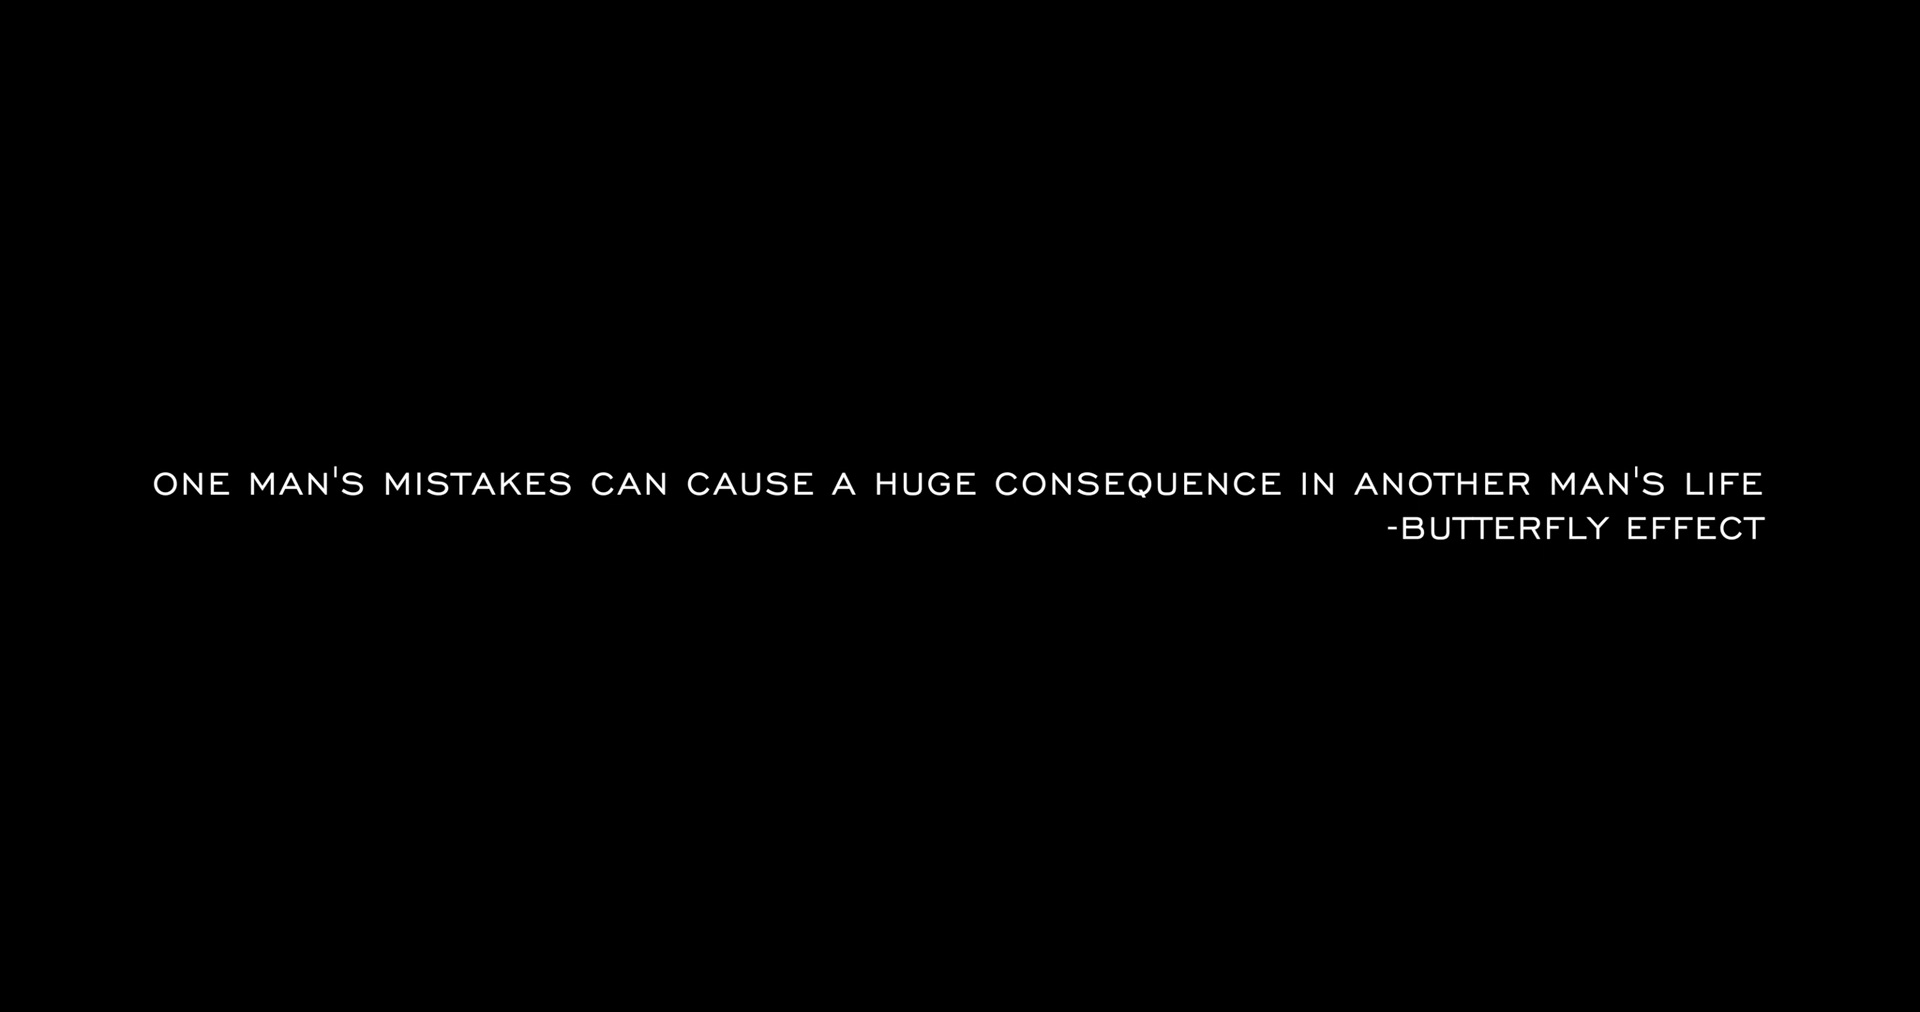 ONE MAN'S MISTAKES CAN CAUSE A HUGE CONSEQUENCE IN ANOTHER MAN'S LIFE
-BUTTERFLY EFFECT